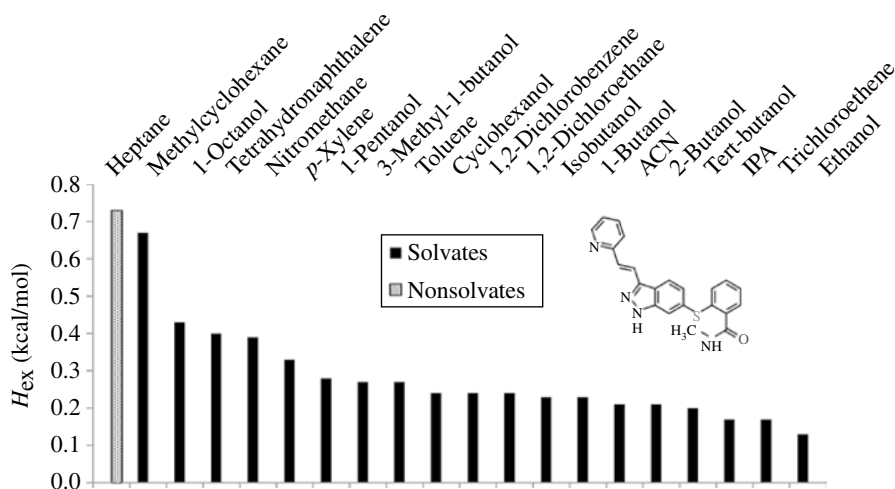 Heptane
Methylcyclohexane
1-Octanol
Tetrahydronaphthalene
Nitromethane
p-Xylene
1-Pentanol
3-Methyl-1-butanol
Toluene
Cyclohexanol
1,2-Dichlorobenzene
1,2-Dichloroethane
Isobutanol
1-Butanol
ACN
2-Butanol
Tert-butanol
IPA
Trichloroethene
Ethanol
0.8
0.7
0.6
0.5
0.4
0.3
0.2
0.1
0.0
Hex (kcal/mol)
Solvates
Nonsolvates
N
N
N
H
S
H3C
NH
O